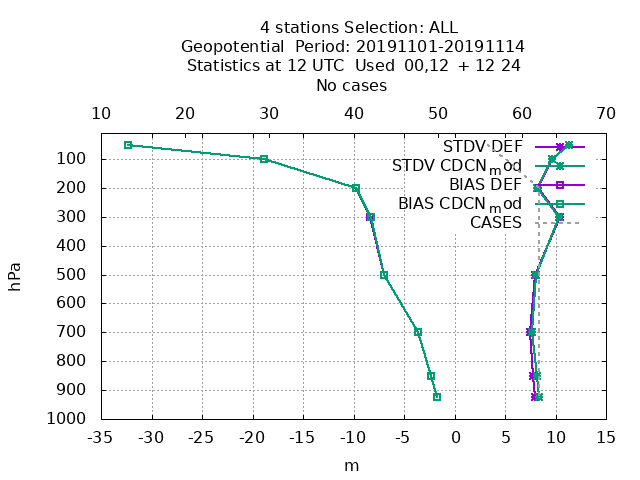 4 stations Selection: ALL
Geopotential  Period: 20191101-20191114
Statistics at 12 UTC  Used  00,12  + 12 24
No cases
10 20 30 40 50 60 70
STDV DEF
STDV CDCNmod
BIAS DEF
BIAS CDCNmod
CASES
hPa
100
200
300
400
500
600
700
800
900
1000
-35 -30 -25 -20 -15 -10 -5 0 5 10 15
m